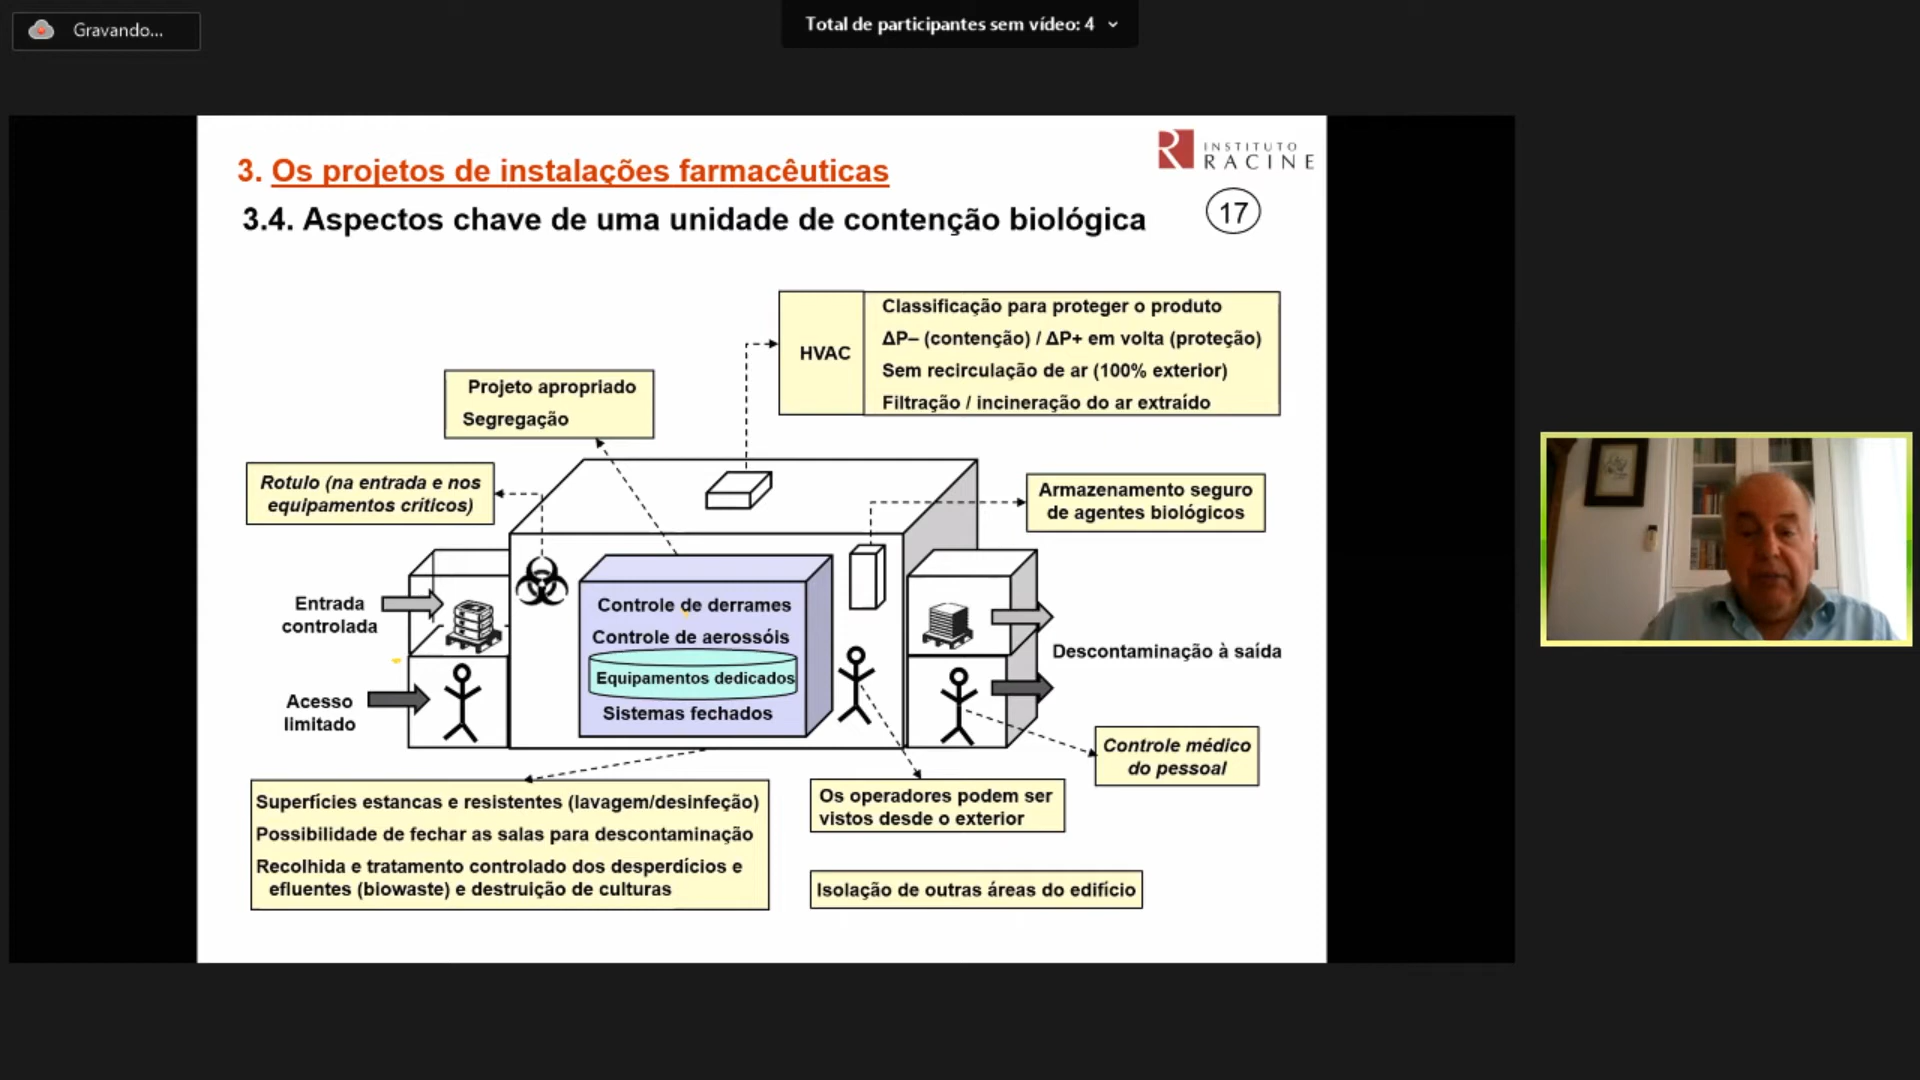 Gravando...
Total de participantes sem vídeo: 4
INSTITUTO
RACINE
3. Os projetos de instalações farmacêuticas
3.4. Aspectos chave de uma unidade de contenção biológica
17
HVAC
Classificação para proteger o produto
ΔP– (contenção) / ΔP+ em volta (proteção)
Sem recirculação de ar (100% exterior)
Filtração / incineração do ar extraído
Projeto apropriado
Segregação
Rotulo (na entrada e nos
equipamentos criticos)
Armazenamento seguro
de agentes biológicos
Entrada
controlada
Acesso
limitado
Controle de derrames
Controle de aerossóis
Equipamentos dedicados
Sistemas fechados
Descontaminação à saída
Controle médico
do pessoal
Superfícies estancas e resistentes (lavagem/desinfeção)
Possibilidade de fechar as salas para descontaminação
Recolhida e tratamento controlado dos desperdícios e
efluentes (biowaste) e destruição de culturas
Os operadores podem ser
vistos desde o exterior
Isolação de outras áreas do edifício